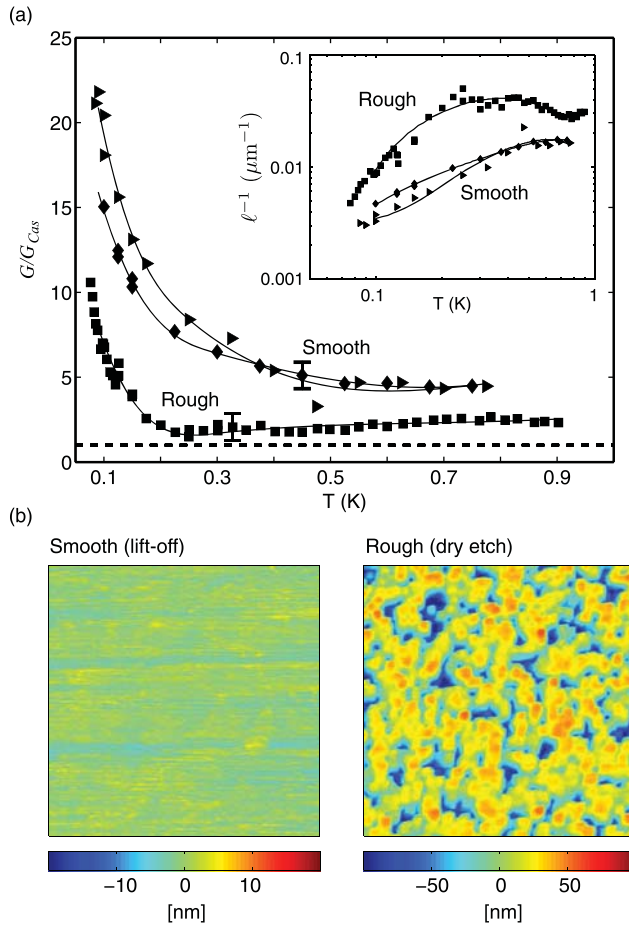 (a)
25
20
15
10
5
0
G/G_Cas
0.1 0.3 0.5 0.7 0.9
T (K)
Smooth
Rough
0.1
0.01
0.001
ℓ⁻¹ (μm⁻¹)
0.1 1
T (K)
Rough
Smooth
(b)
Smooth (lift-off) Rough (dry etch)
−10 0 10 −50 0 50
[nm] [nm]